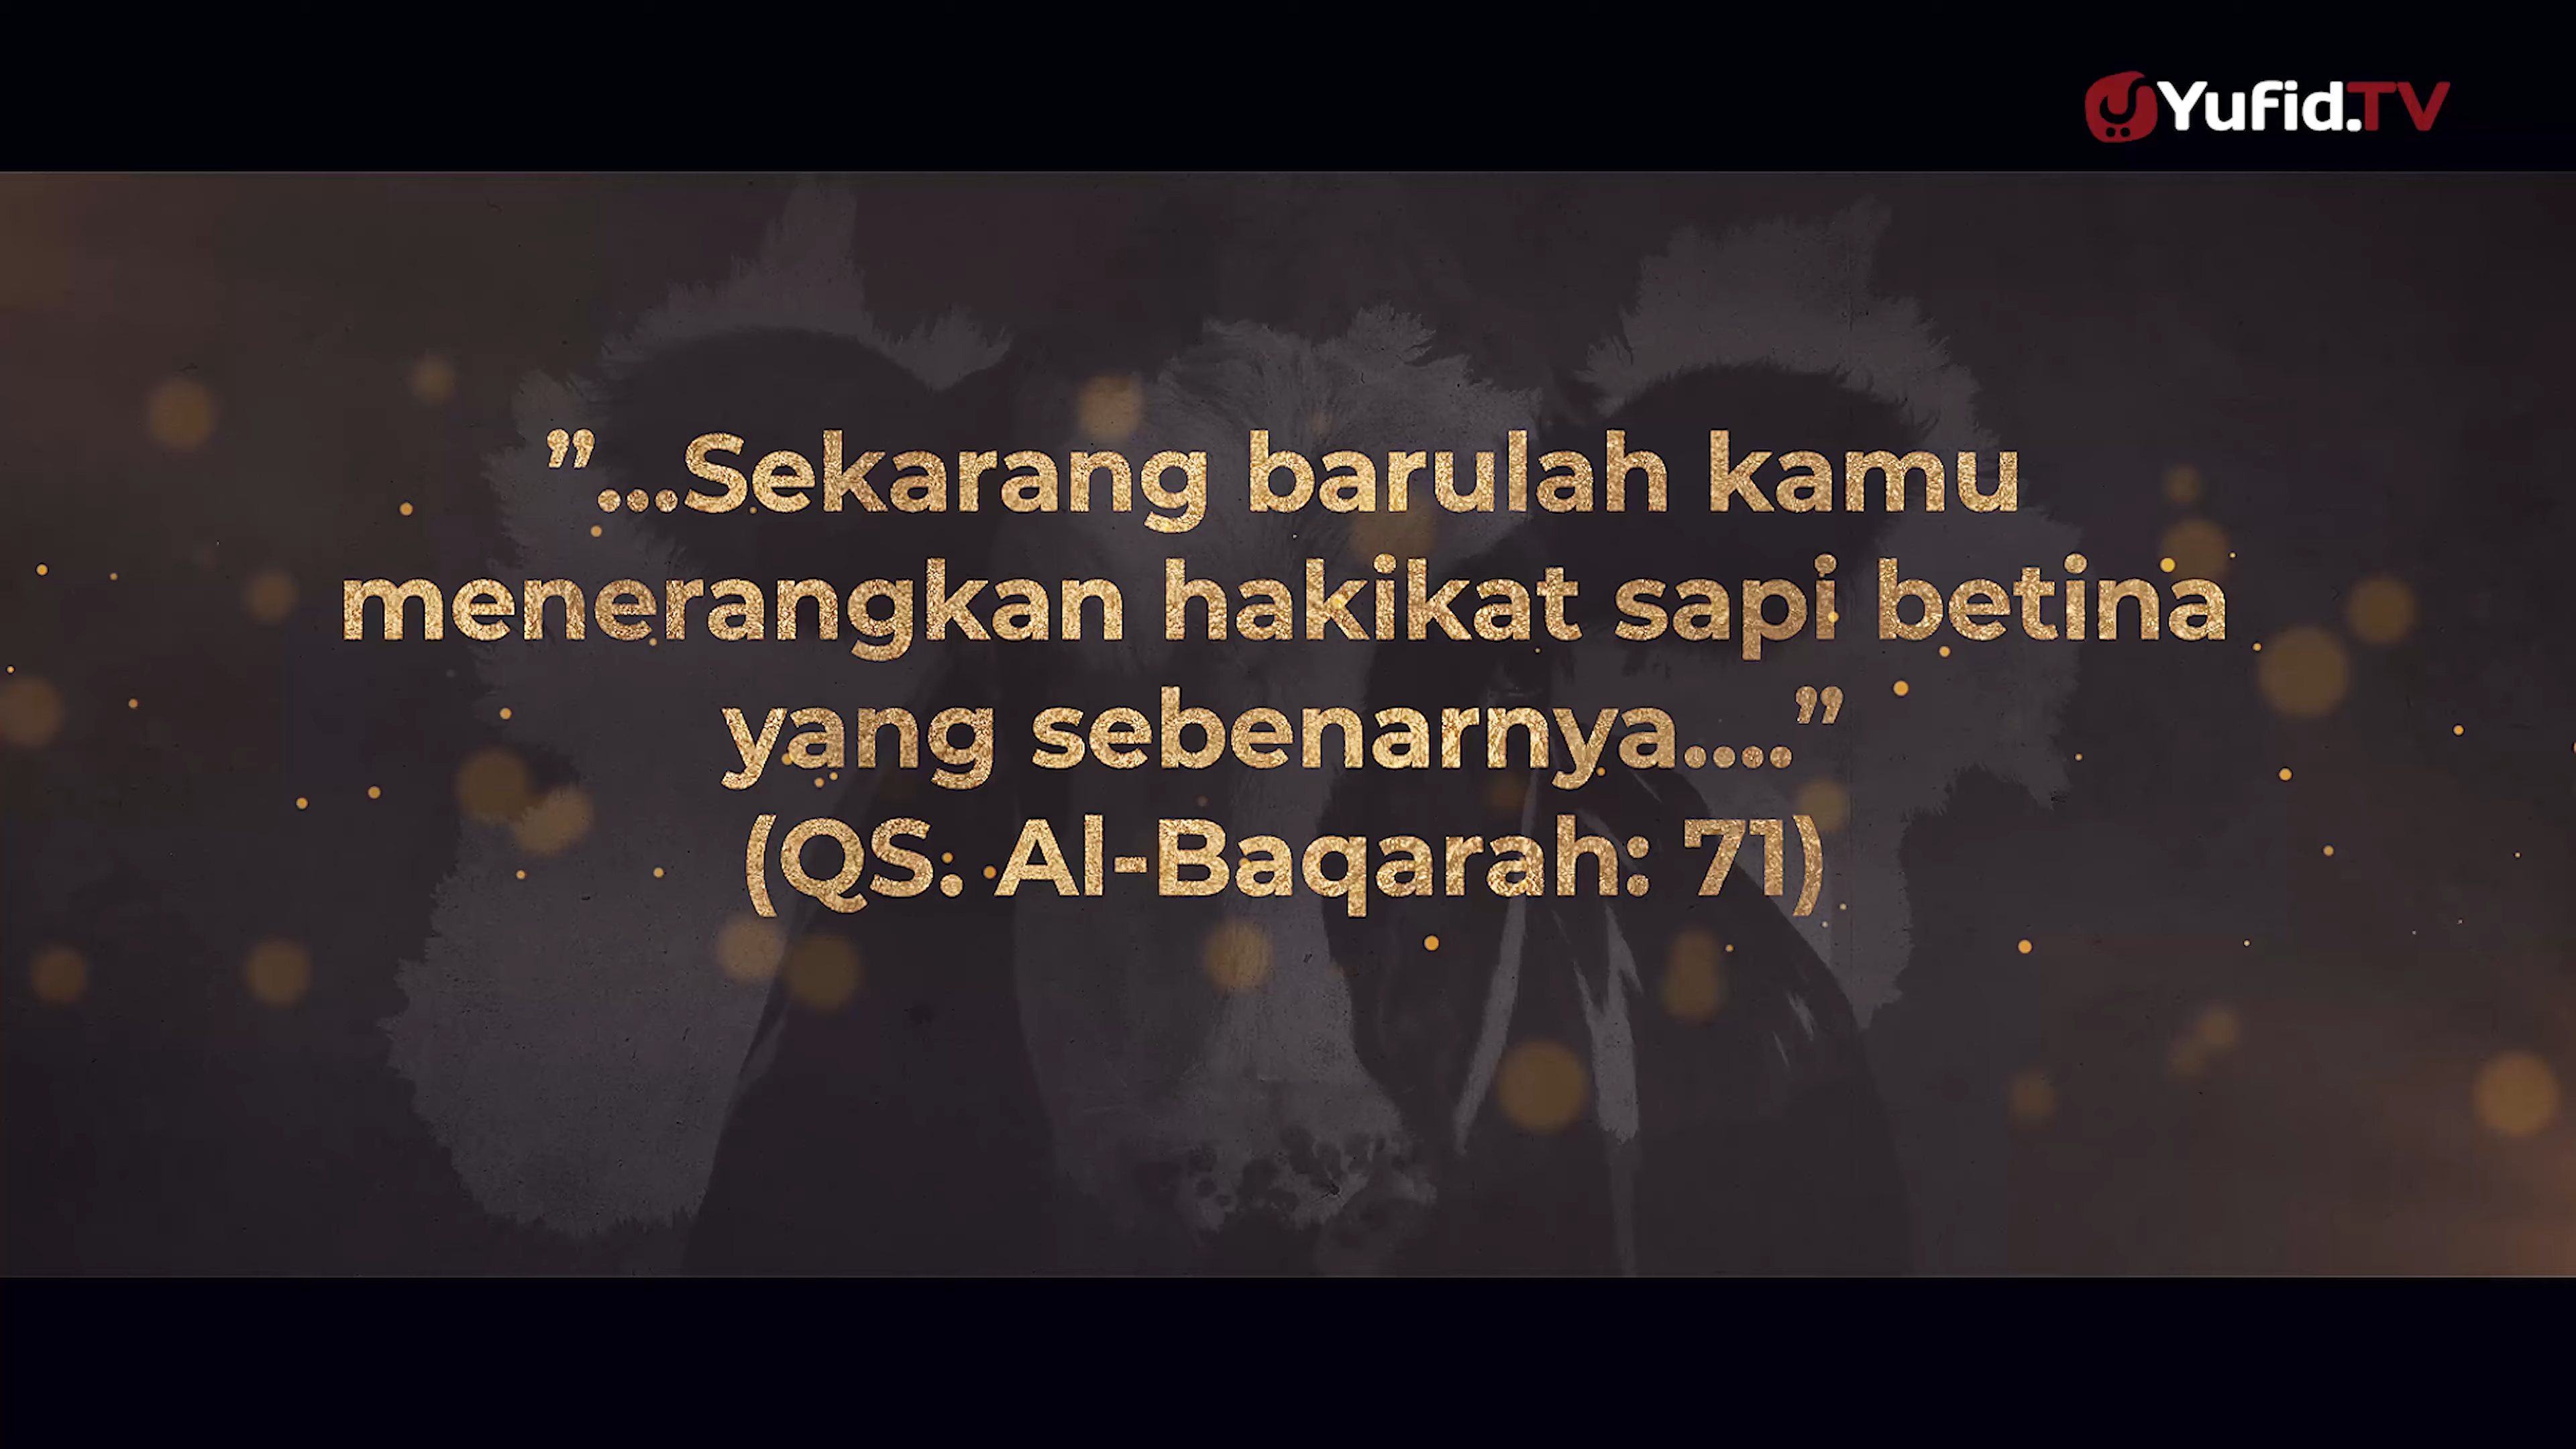 Yufid.TV
”...Sekarang barulah kamu
menerangkan hakikat sapi betina
yang sebenarnya....”
(QS. Al-Baqarah: 71)